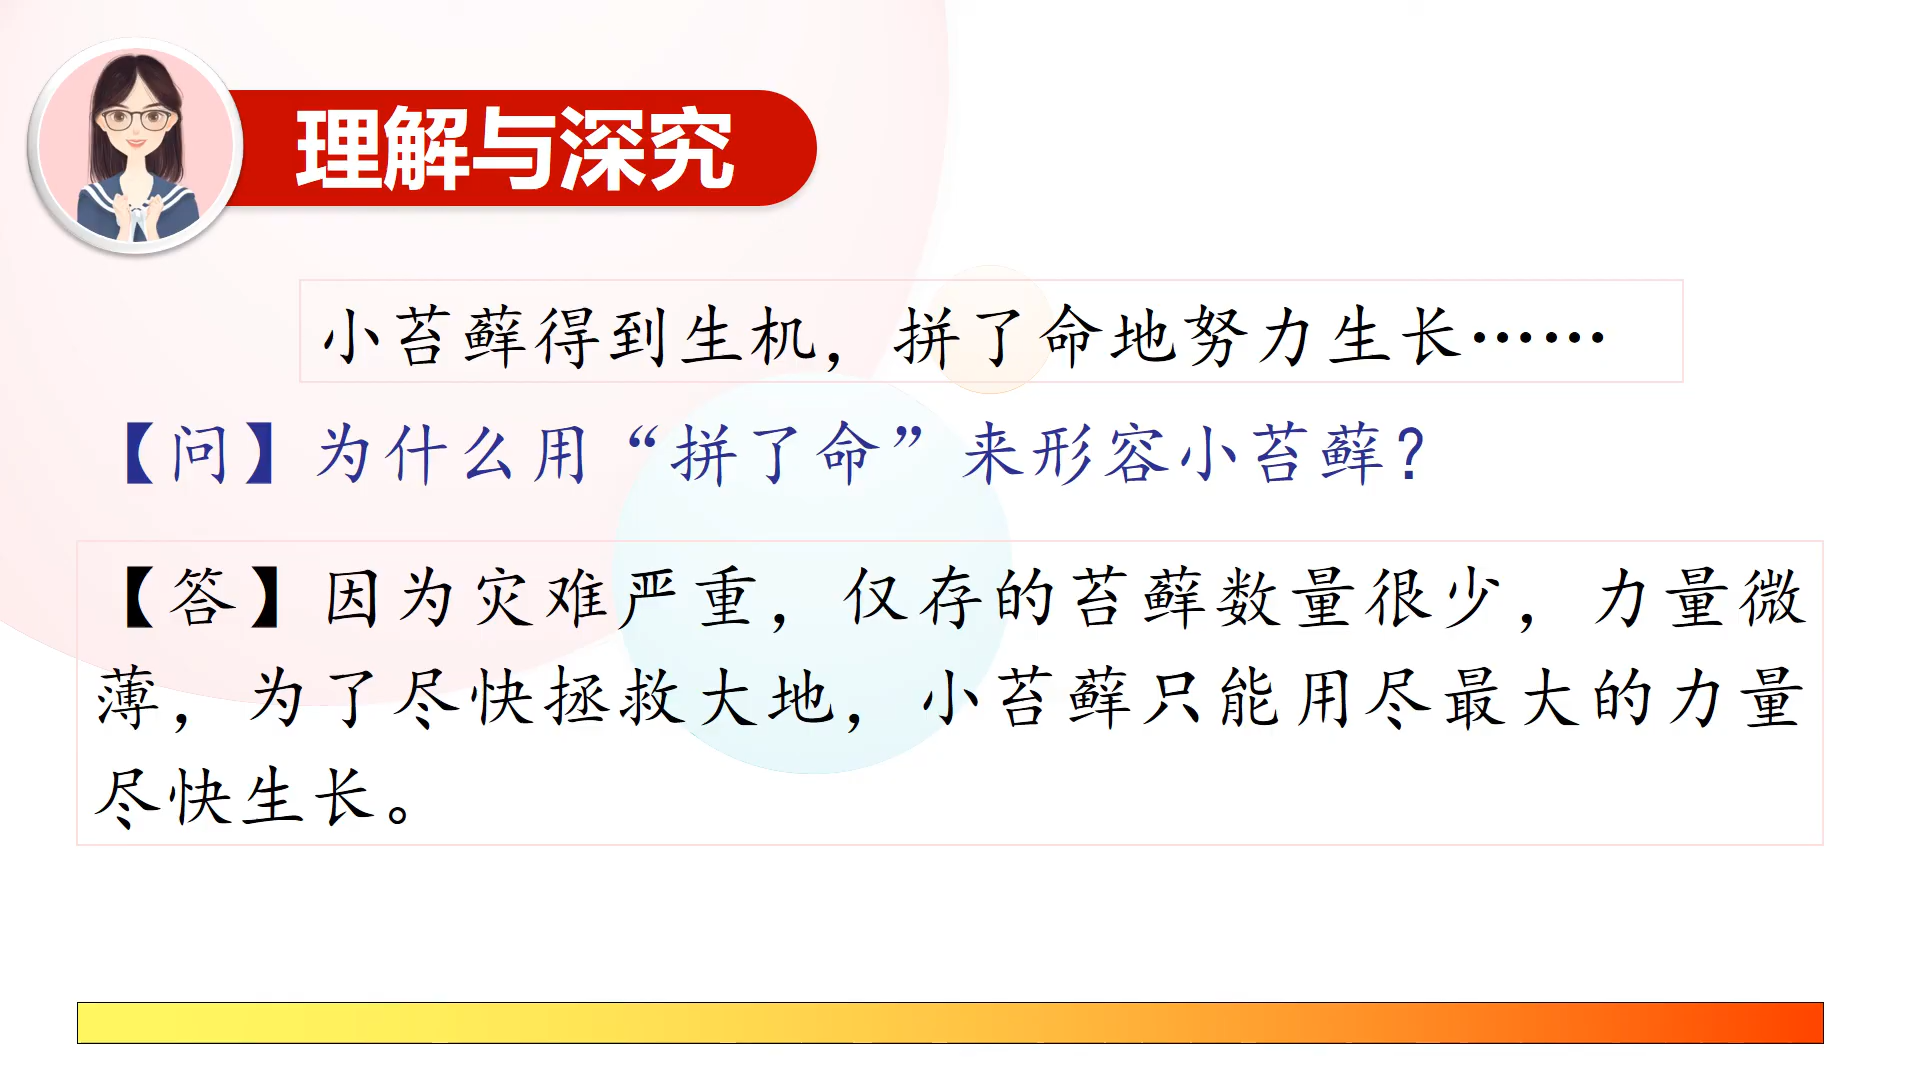 理解与深究
小苔藓得到生机，拼了命地努力生长……
【问】为什么用“拼了命”来形容小苔藓？
【答】因为灾难严重，仅存的苔藓数量很少，力量微
薄，为了尽快拯救大地，小苔藓只能用尽最大的力量
尽快生长。